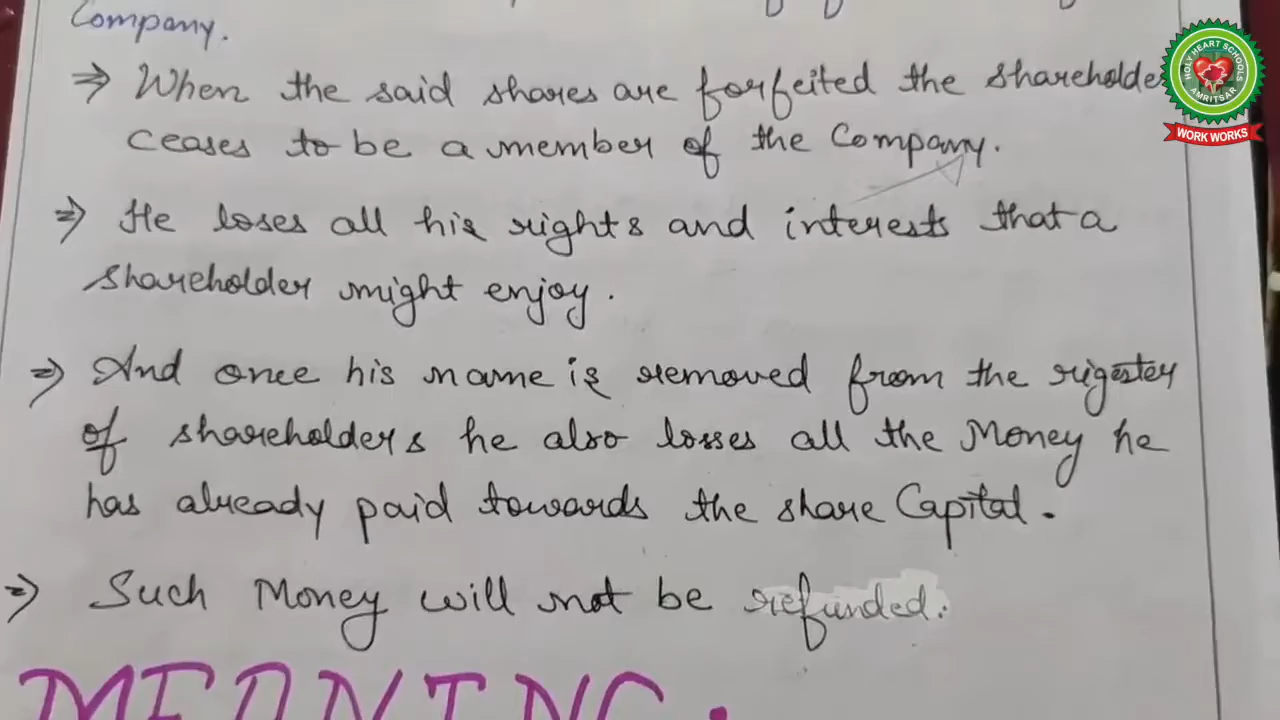 Company.
⇒ When the said shares are forfeited the shareholde
ceases to be a member of the Company.
⇒ He loses all his rights and interests that a
shareholder might enjoy.
⇒ And once his name is removed from the rigester
of shareholders he also losses all the Money he
has already paid towards the share Capital.
⇒ Such Money will not be refunded.
MEANING:
HOLY HEART SCHOOLS
AMRITSAR
WORK WORKS